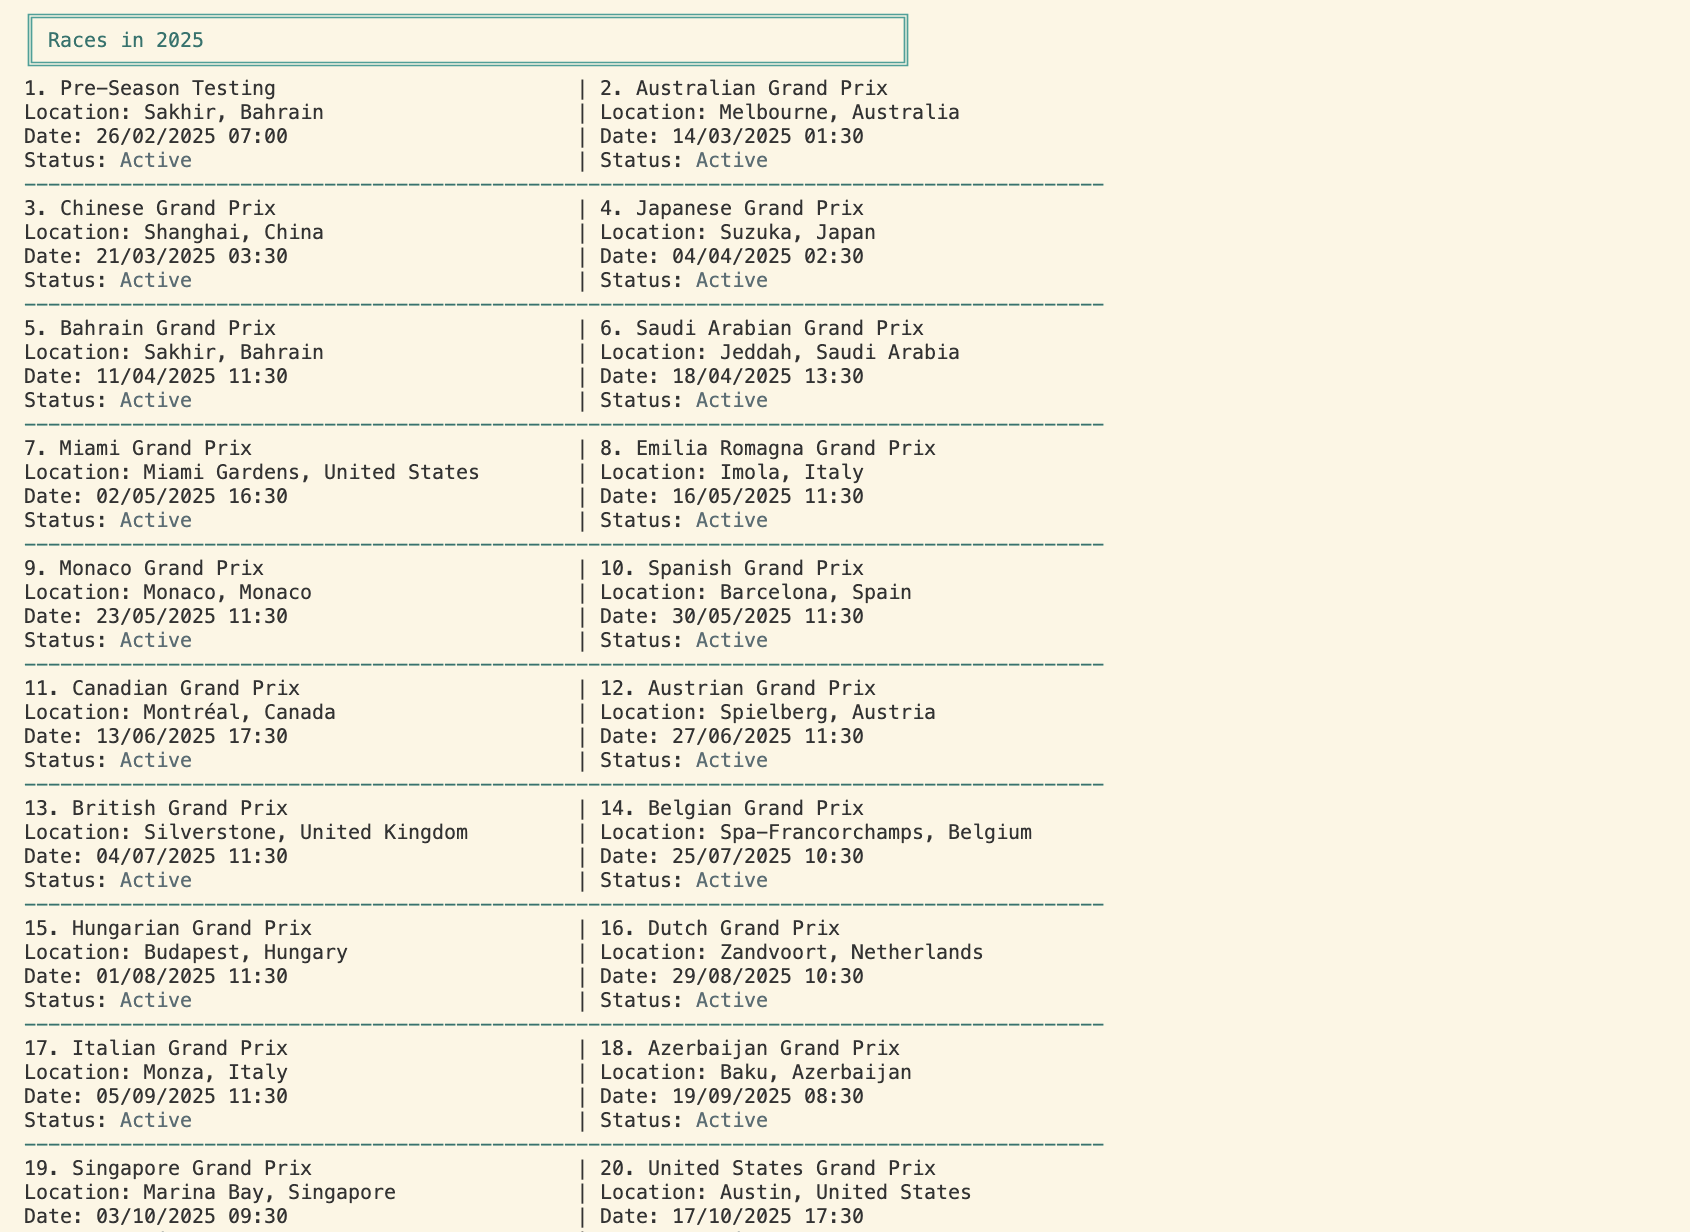 Races in 2025
1. Pre-Season Testing | 2. Australian Grand Prix
Location: Sakhir, Bahrain | Location: Melbourne, Australia
Date: 26/02/2025 07:00 | Date: 14/03/2025 01:30
Status: Active | Status: Active
3. Chinese Grand Prix | 4. Japanese Grand Prix
Location: Shanghai, China | Location: Suzuka, Japan
Date: 21/03/2025 03:30 | Date: 04/04/2025 02:30
Status: Active | Status: Active
5. Bahrain Grand Prix | 6. Saudi Arabian Grand Prix
Location: Sakhir, Bahrain | Location: Jeddah, Saudi Arabia
Date: 11/04/2025 11:30 | Date: 18/04/2025 13:30
Status: Active | Status: Active
7. Miami Grand Prix | 8. Emilia Romagna Grand Prix
Location: Miami Gardens, United States | Location: Imola, Italy
Date: 02/05/2025 16:30 | Date: 16/05/2025 11:30
Status: Active | Status: Active
9. Monaco Grand Prix | 10. Spanish Grand Prix
Location: Monaco, Monaco | Location: Barcelona, Spain
Date: 23/05/2025 11:30 | Date: 30/05/2025 11:30
Status: Active | Status: Active
11. Canadian Grand Prix | 12. Austrian Grand Prix
Location: Montréal, Canada | Location: Spielberg, Austria
Date: 13/06/2025 17:30 | Date: 27/06/2025 11:30
Status: Active | Status: Active
13. British Grand Prix | 14. Belgian Grand Prix
Location: Silverstone, United Kingdom | Location: Spa-Francorchamps, Belgium
Date: 04/07/2025 11:30 | Date: 25/07/2025 10:30
Status: Active | Status: Active
15. Hungarian Grand Prix | 16. Dutch Grand Prix
Location: Budapest, Hungary | Location: Zandvoort, Netherlands
Date: 01/08/2025 11:30 | Date: 29/08/2025 10:30
Status: Active | Status: Active
17. Italian Grand Prix | 18. Azerbaijan Grand Prix
Location: Monza, Italy | Location: Baku, Azerbaijan
Date: 05/09/2025 11:30 | Date: 19/09/2025 08:30
Status: Active | Status: Active
19. Singapore Grand Prix | 20. United States Grand Prix
Location: Marina Bay, Singapore | Location: Austin, United States
Date: 03/10/2025 09:30 | Date: 17/10/2025 17:30